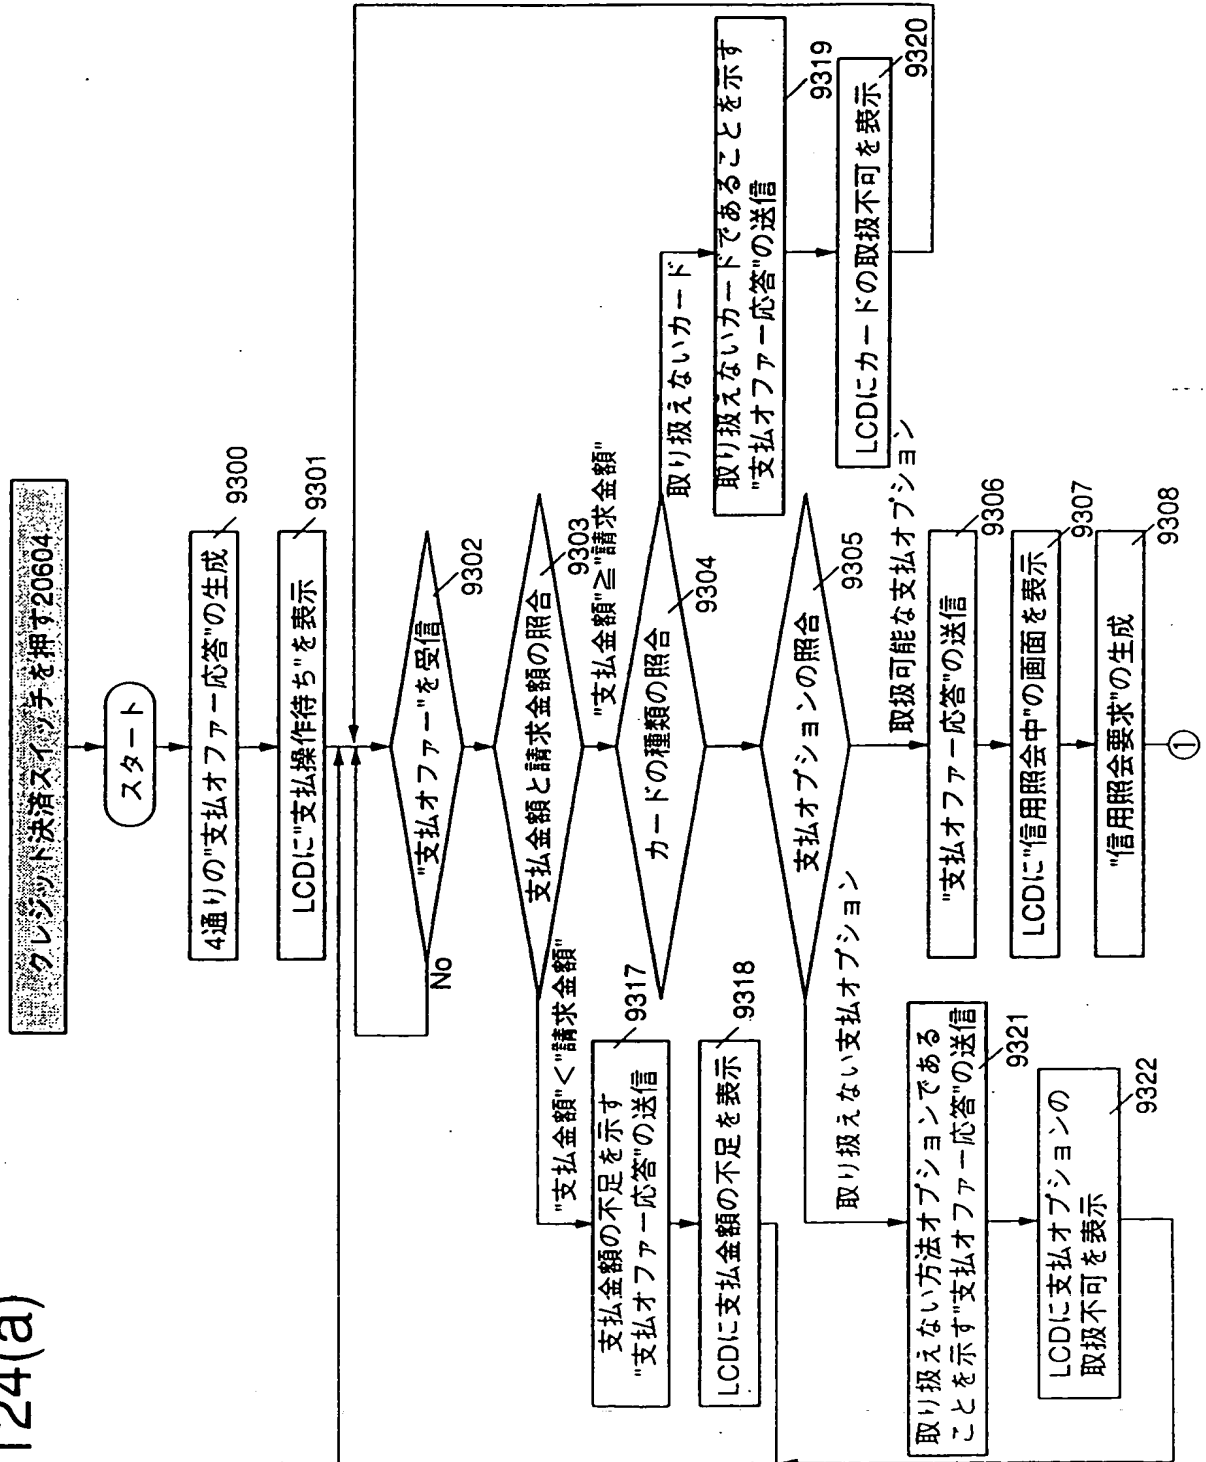 124(a)
クレジット決済スイッチを押す20604
スタート
4通りの"支払オファー応答"の生成
9300
LCDに"支払操作待ち"を表示
9301
"支払オファー"を受信
9302
No
支払金額と請求金額の照合
9303
"支払金額"<"請求金額"
"支払金額"≧"請求金額"
支払金額の不足を示す
"支払オファー応答"の送信
9317
LCDに支払金額の不足を表示
9318
カードの種類の照合
9304
取り扱えないカード
取り扱えないカードであることを示す
"支払オファー応答"の送信
9319
LCDにカードの取扱不可を表示
9320
支払オプションの照合
9305
取り扱えない支払オプション
取扱可能な支払オプション
取り扱えない方法オプションである
ことを示す"支払オファー応答"の送信
9321
LCDに支払オプションの
取扱不可を表示
9322
"支払オファー応答"の送信
9306
LCDに"信用照会中"の画面を表示
9307
"信用照会要求"の生成
9308
①